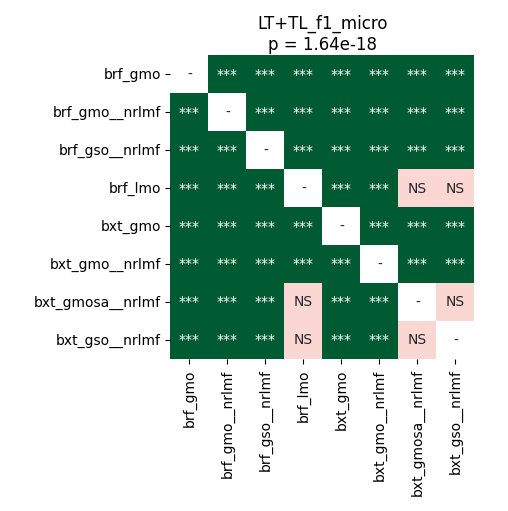 LT+TL_f1_micro
p = 1.64e-18
brf_gmo - *** *** *** *** *** *** ***
brf_gmo__nrlmf *** - *** *** *** *** *** ***
brf_gso__nrlmf *** *** - *** *** *** *** ***
brf_lmo *** *** *** - *** *** NS NS
bxt_gmo *** *** *** *** - *** *** ***
bxt_gmo__nrlmf *** *** *** *** *** - *** ***
bxt_gmosa__nrlmf *** *** *** NS *** *** - NS
bxt_gso__nrlmf *** *** *** NS *** *** NS -
brf_gmo
brf_gmo__nrlmf
brf_gso__nrlmf
brf_lmo
bxt_gmo
bxt_gmo__nrlmf
bxt_gmosa__nrlmf
bxt_gso__nrlmf